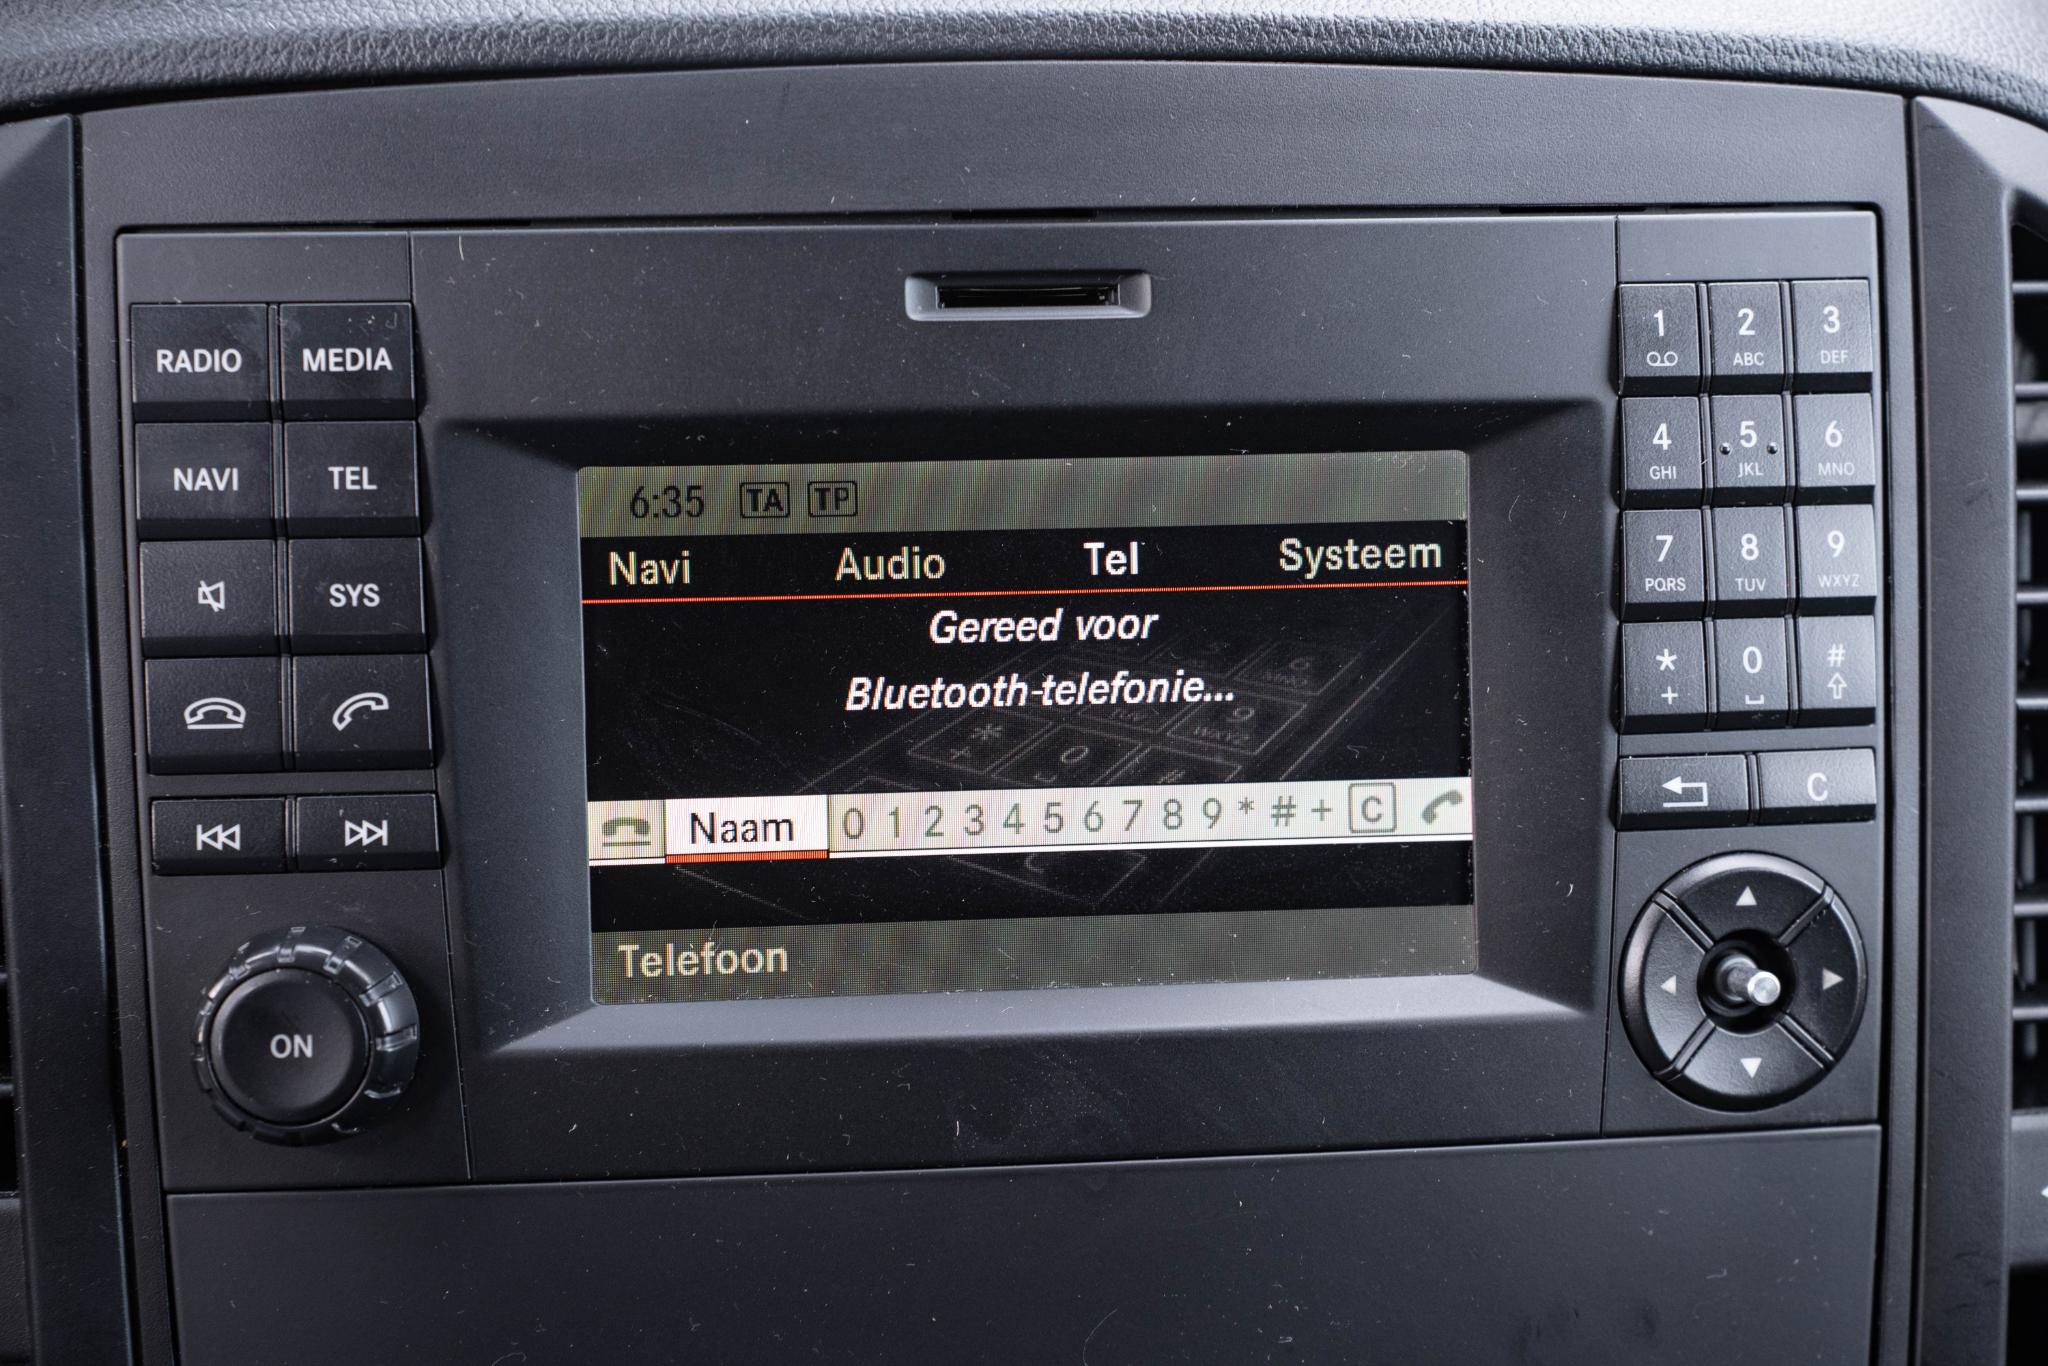 RADIO MEDIA
NAVI TEL
SYS
ON
6:35 TA TP
Navi Audio Tel Systeem
Gereed voor
Bluetooth-telefonie...
Naam 0 1 2 3 4 5 6 7 8 9 * # + C
Telefoon
1 2 3
ABC DEF
4 5 6
GHI JKL MNO
7 8 9
PQRS TUV WXYZ
* 0 #
+
C